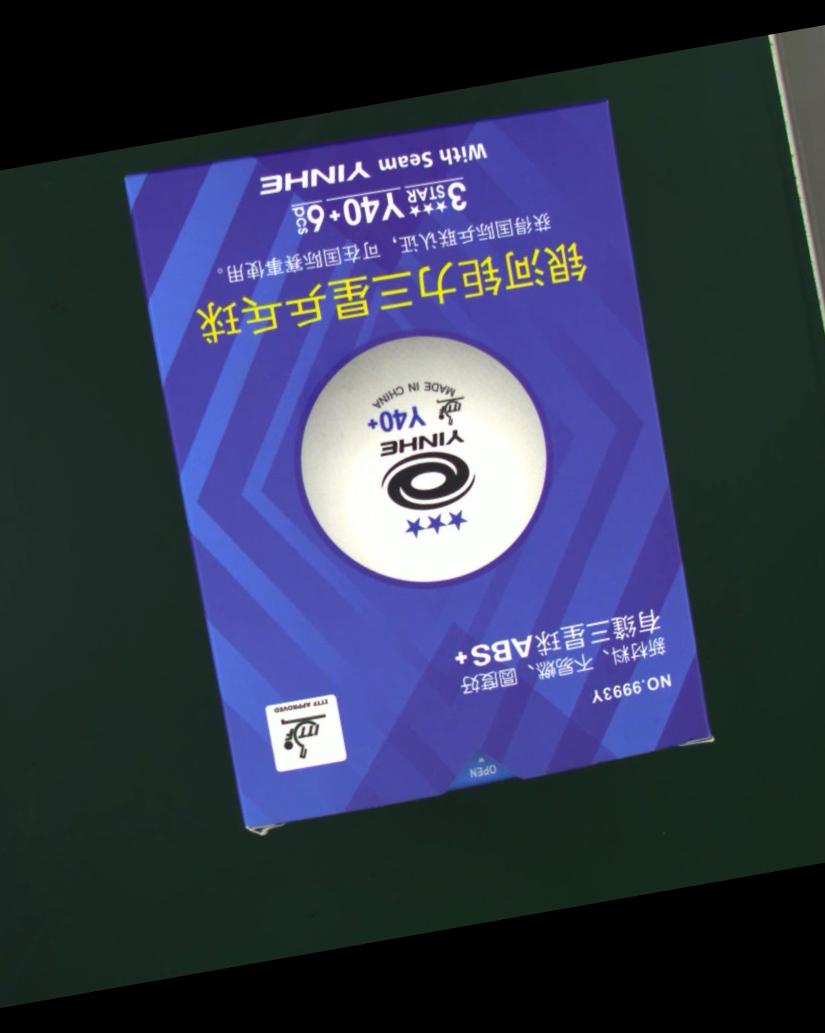 OPEN
NO.9993Y
新材料、不易燃、圆度好
有缝三星球ABS+
ITTF APPROVED
★★★
YINHE
Y40+
MADE IN CHINA
银河钜力三星乒乓球
获得国际乒联认证,可在国际赛事使用。
3★★★STAR Y40+ 6pcs
With Seam YINHE